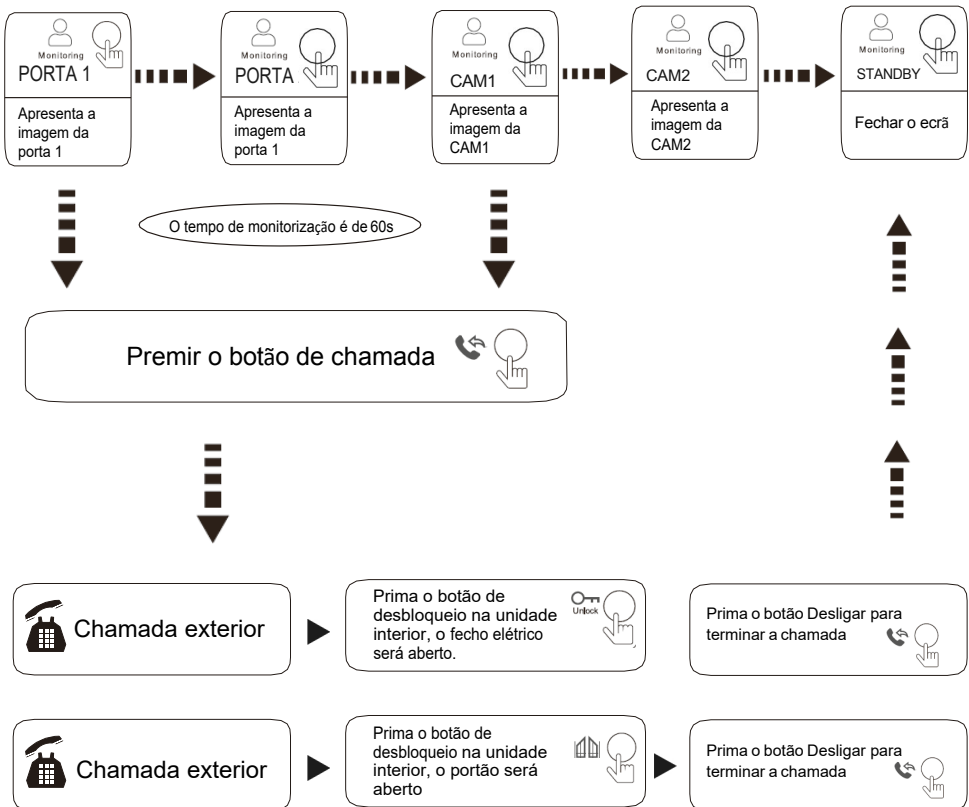 Monitoring
PORTA 1
Apresenta a
imagem da
porta 1
Monitoring
PORTA
Apresenta a
imagem da
porta 1
Monitoring
CAM1
Apresenta a
imagem da
CAM1
Monitoring
CAM2
Apresenta a
imagem da
CAM2
Monitoring
STANDBY
Fechar o ecrã
O tempo de monitorização é de 60s
Premir o botão de chamada
Chamada exterior
Prima o botão de
desbloqueio na unidade
interior, o fecho elétrico
será aberto.
Unlock
Prima o botão Desligar para
terminar a chamada
Chamada exterior
Prima o botão de
desbloqueio na unidade
interior, o portão será
aberto
Prima o botão Desligar para
terminar a chamada